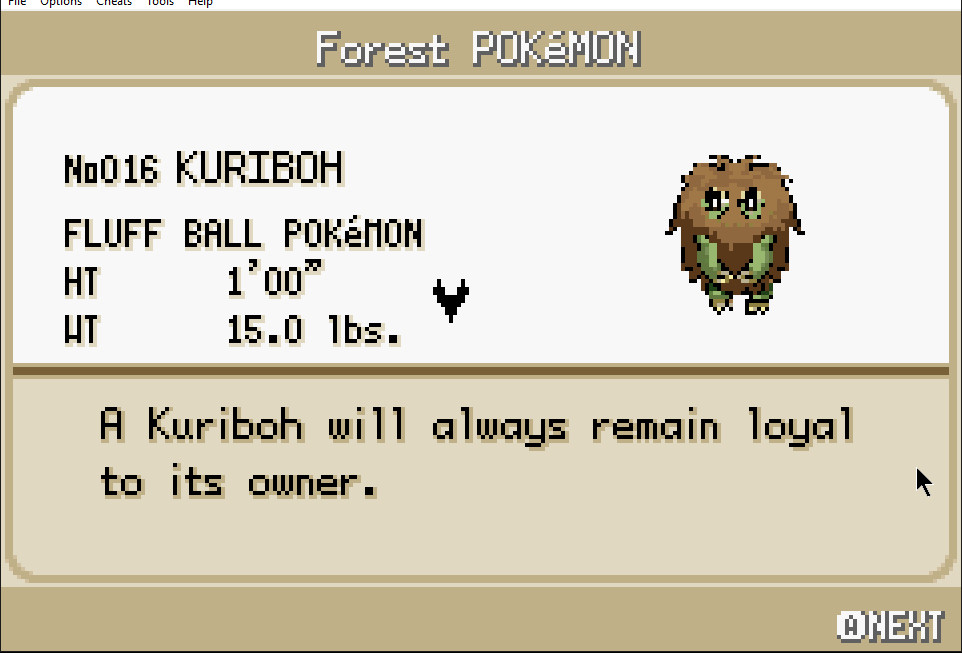 File Options Cheats Tools Help
Forest POKéMON
No016 KURIBOH
FLUFF BALL POKéMON
HT 1'00"
WT 15.0 lbs.
A Kuriboh will always remain loyal
to its owner.
A NEXT